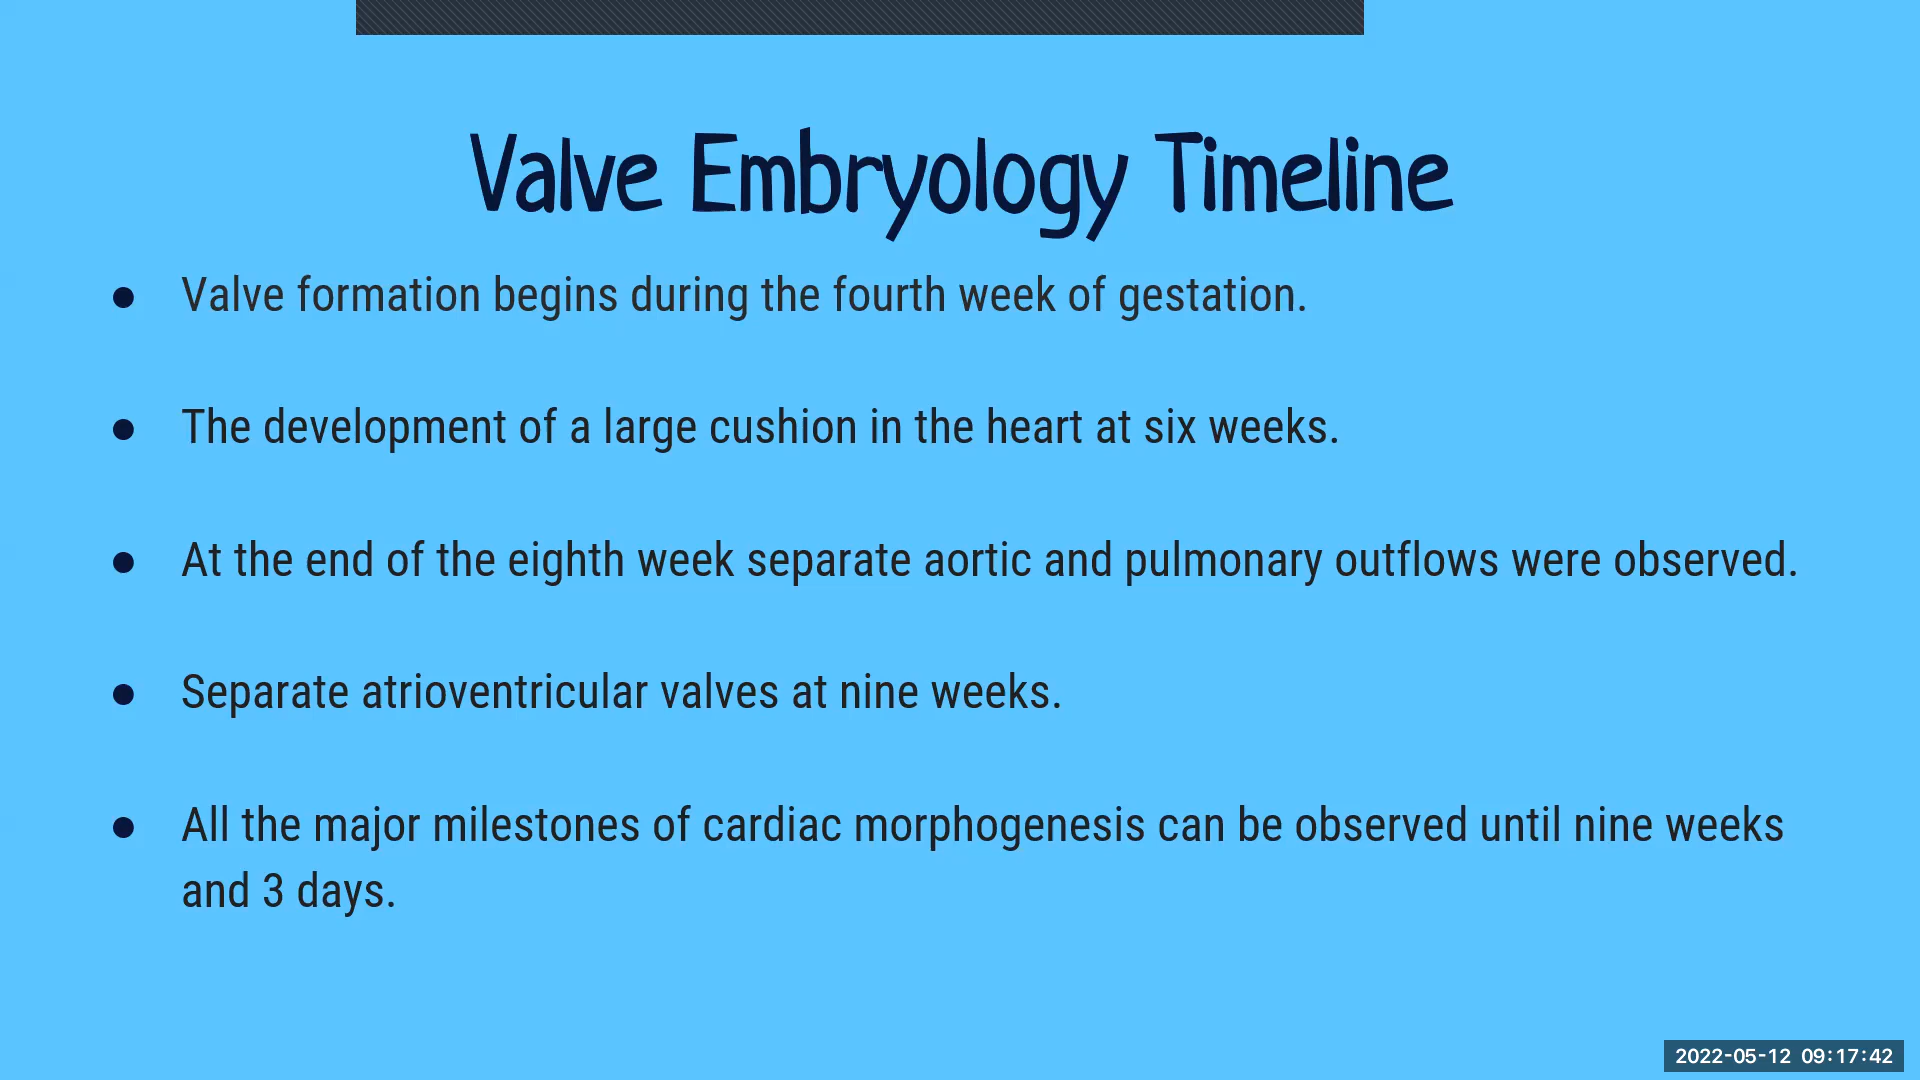 Valve Embryology Timeline
● Valve formation begins during the fourth week of gestation.
● The development of a large cushion in the heart at six weeks.
● At the end of the eighth week separate aortic and pulmonary outflows were observed.
● Separate atrioventricular valves at nine weeks.
● All the major milestones of cardiac morphogenesis can be observed until nine weeks
and 3 days.
2022-05-12 09:17:42